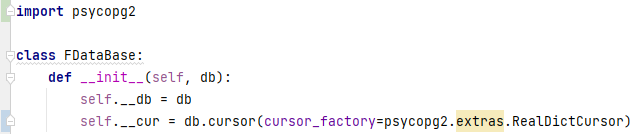 import psycopg2
class FDataBase:
def __init__(self, db):
self.__db = db
self.__cur = db.cursor(cursor_factory=psycopg2.extras.RealDictCursor)